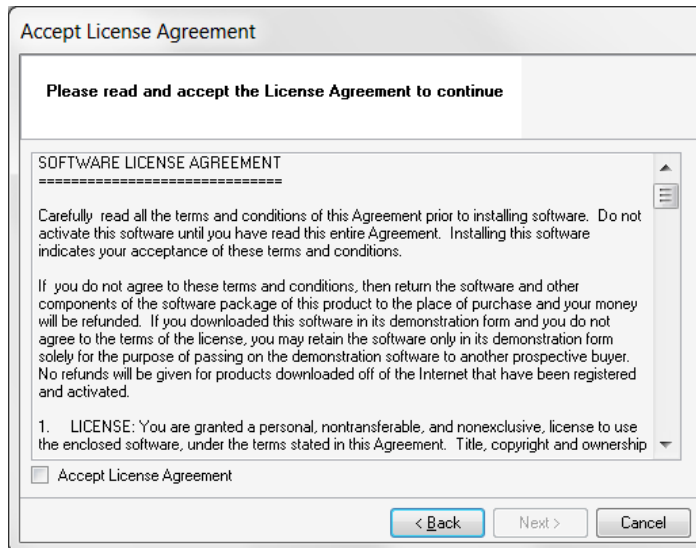 Accept License Agreement
Please read and accept the License Agreement to continue
SOFTWARE LICENSE AGREEMENT
==============================
Carefully  read all the terms and conditions of this Agreement prior to installing software.  Do not
activate this software until you have read this entire Agreement.  Installing this software
indicates your acceptance of these terms and conditions.
If  you do not agree to these terms and conditions, then return the software and other
components of the software package of this product to the place of purchase and your money
will be refunded.  If you downloaded this software in its demonstration form and you do not
agree to the terms of the license, you may retain the software only in its demonstration form
solely for the purpose of passing on the demonstration software to another prospective buyer.
No refunds will be given for products downloaded off of the Internet that have been registered
and activated.
1.    LICENSE: You are granted a personal, nontransferable, and nonexclusive, license to use
the enclosed software, under the terms stated in this Agreement.  Title, copyright and ownership
Accept License Agreement
< Back
Next >
Cancel